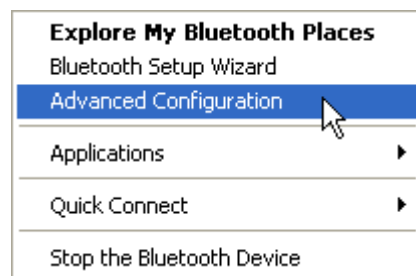 Explore My Bluetooth Places
Bluetooth Setup Wizard
Advanced Configuration
Applications
Quick Connect
Stop the Bluetooth Device